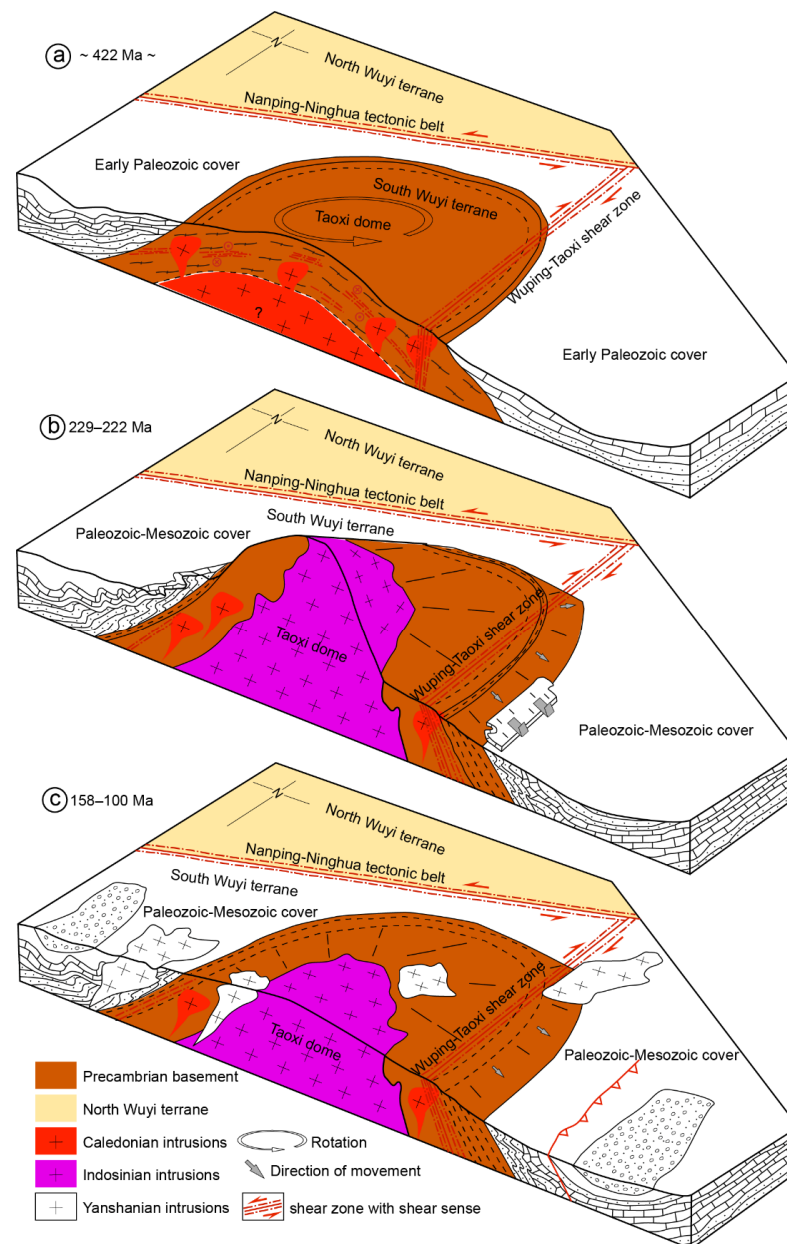 a ~ 422 Ma ~
N
North Wuyi terrane
Nanping-Ninghua tectonic belt
Early Paleozoic cover
South Wuyi terrane
Taoxi dome
Wuping-Taoxi shear zone
?
Early Paleozoic cover
b 229–222 Ma
N
North Wuyi terrane
Nanping-Ninghua tectonic belt
South Wuyi terrane
Paleozoic-Mesozoic cover
Taoxi dome
Wuping-Taoxi shear zone
Paleozoic-Mesozoic cover
c 158–100 Ma
N
North Wuyi terrane
Nanping-Ninghua tectonic belt
South Wuyi terrane
Paleozoic-Mesozoic cover
Wuping-Taoxi shear zone
Taoxi dome
Paleozoic-Mesozoic cover
Precambrian basement
North Wuyi terrane
Caledonian intrusions
Rotation
Indosinian intrusions
Direction of movement
Yanshanian intrusions
shear zone with shear sense